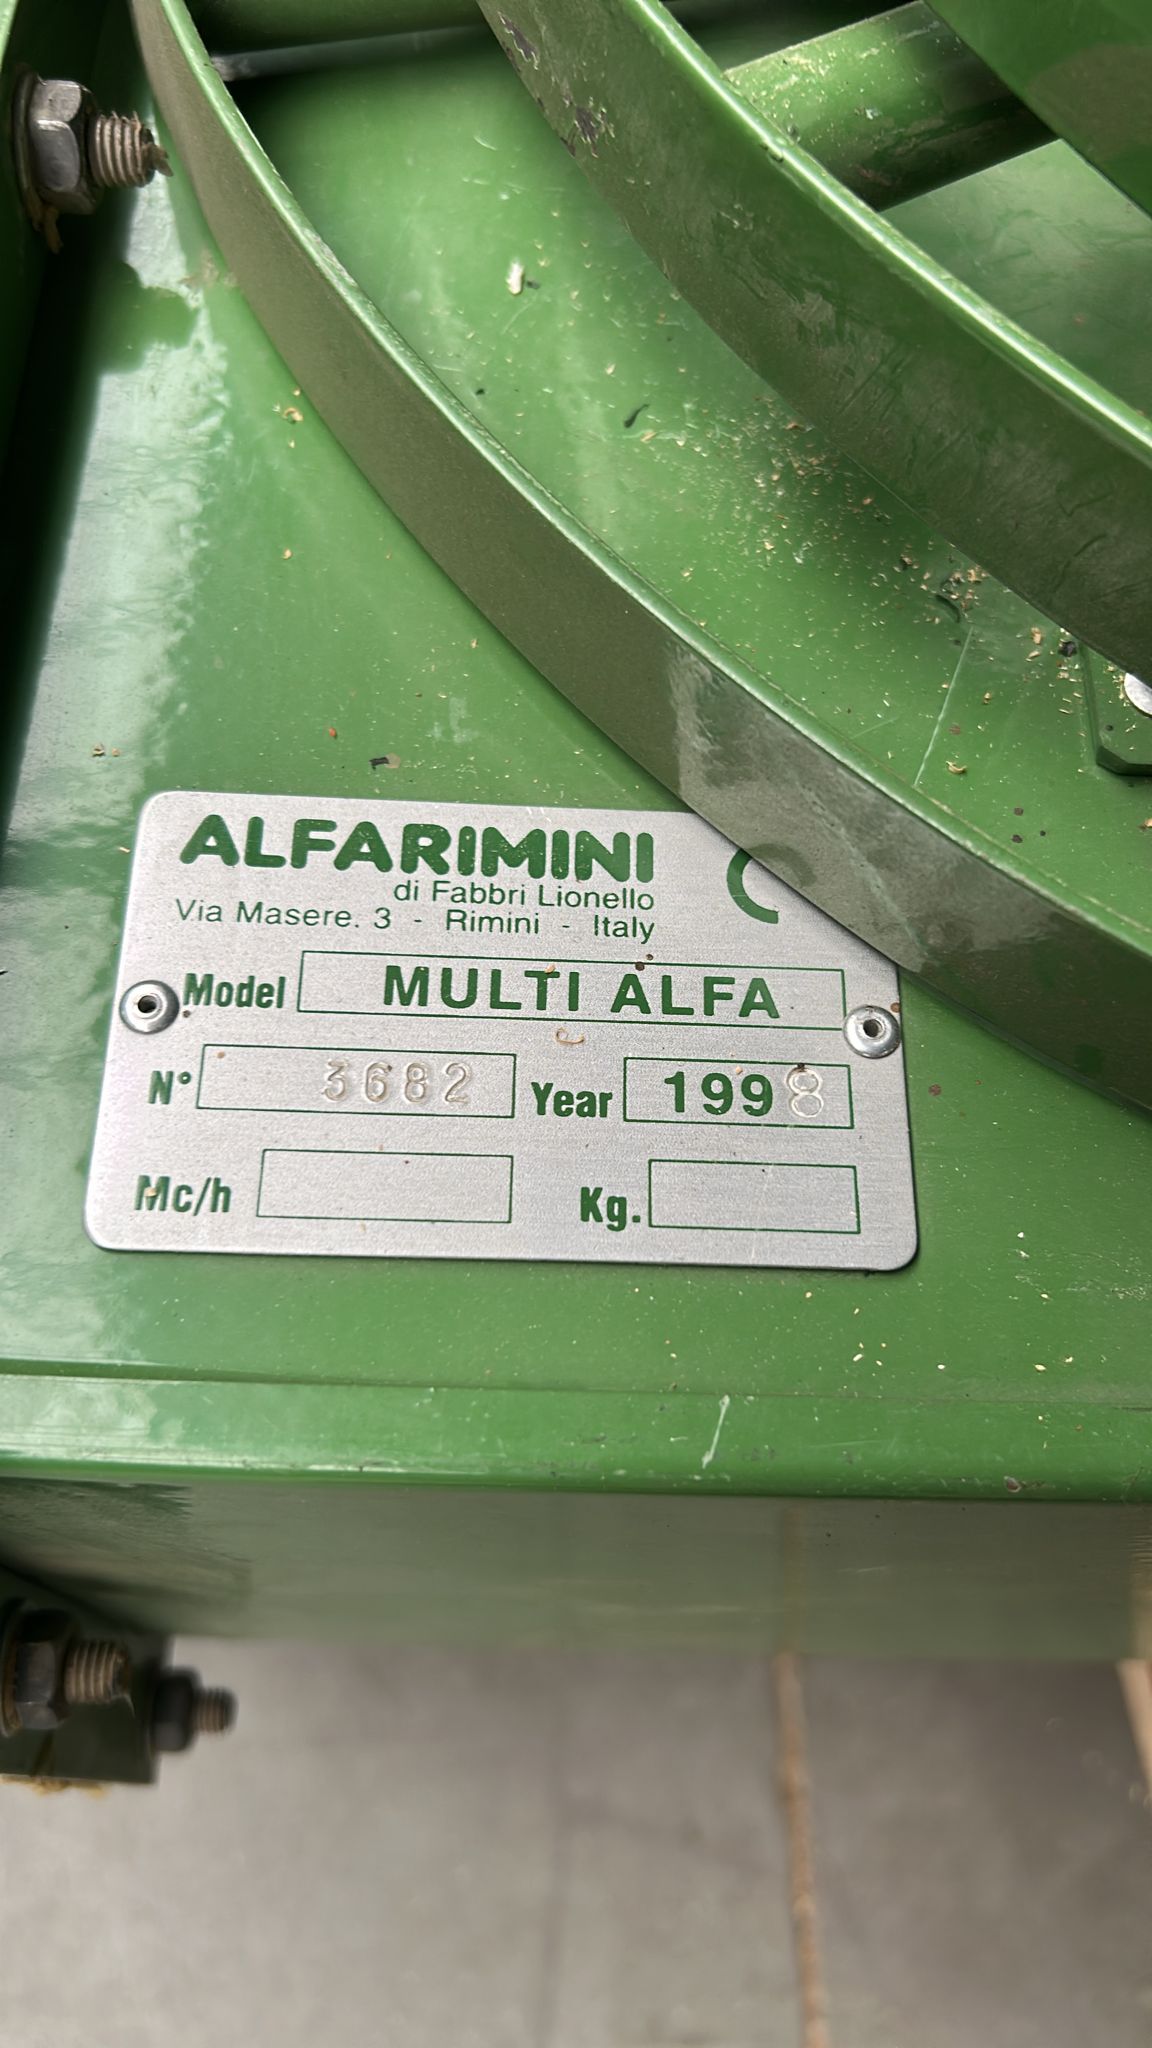 ALFARIMINI
di Fabbri Lionello
Via Masere. 3 - Rimini - Italy
Model MULTI ALFA
N° 3682 Year 1998
Mc/h Kg.